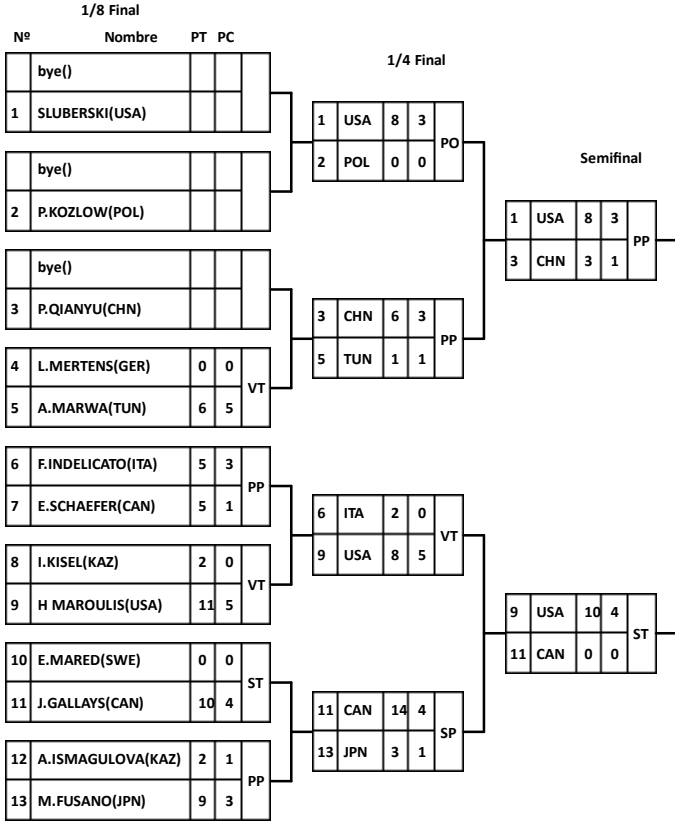 1/8 Final
Nº Nombre PT PC
bye()
1 SLUBERSKI(USA)
bye()
2 P.KOZLOW(POL)
bye()
3 P.QIANYU(CHN)
4 L.MERTENS(GER) 0 0
VT
5 A.MARWA(TUN) 6 5
6 F.INDELICATO(ITA) 5 3
PP
7 E.SCHAEFER(CAN) 5 1
8 I.KISEL(KAZ) 2 0
VT
9 H MAROULIS(USA) 11 5
10 E.MARED(SWE) 0 0
ST
11 J.GALLAYS(CAN) 10 4
12 A.ISMAGULOVA(KAZ) 2 1
PP
13 M.FUSANO(JPN) 9 3
1/4 Final
1 USA 8 3
PO
2 POL 0 0
3 CHN 6 3
PP
5 TUN 1 1
6 ITA 2 0
VT
9 USA 8 5
11 CAN 14 4
SP
13 JPN 3 1
Semifinal
1 USA 8 3
PP
3 CHN 3 1
9 USA 10 4
ST
11 CAN 0 0